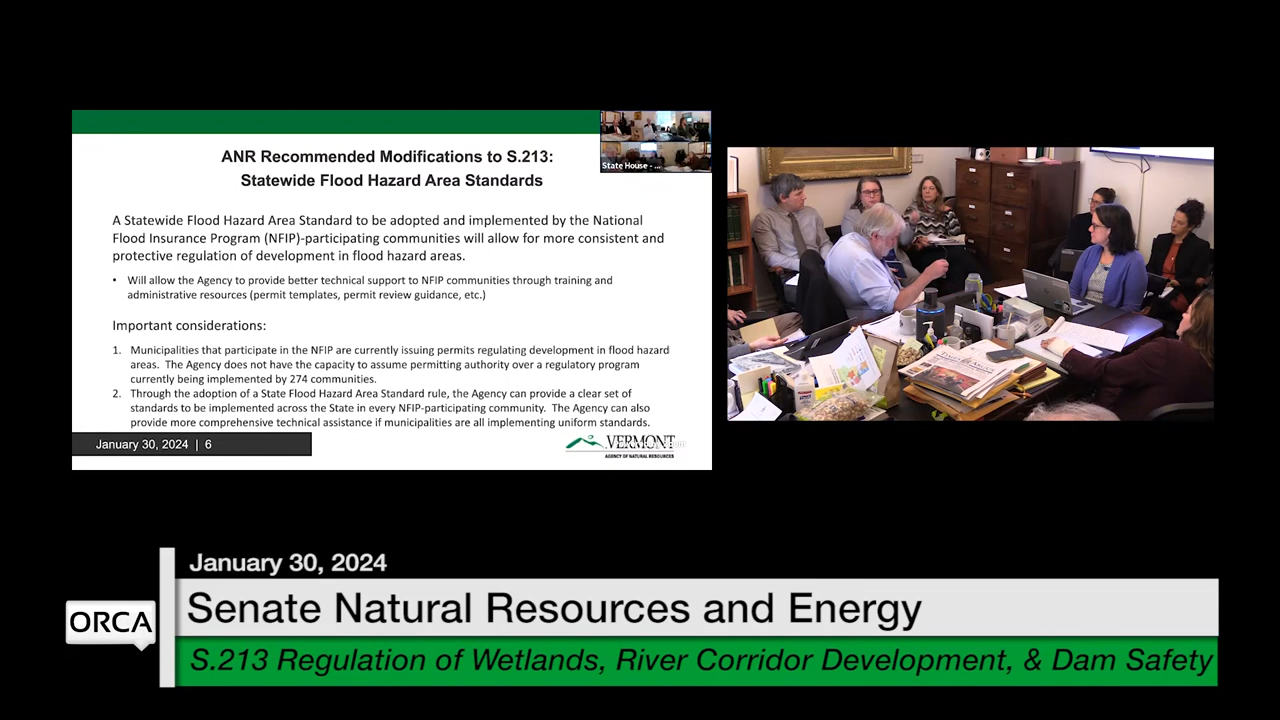 ANR Recommended Modifications to S.213:
Statewide Flood Hazard Area Standards
State House - ...
A Statewide Flood Hazard Area Standard to be adopted and implemented by the National
Flood Insurance Program (NFIP)-participating communities will allow for more consistent and
protective regulation of development in flood hazard areas.
• Will allow the Agency to provide better technical support to NFIP communities through training and
administrative resources (permit templates, permit review guidance, etc.)
Important considerations:
1. Municipalities that participate in the NFIP are currently issuing permits regulating development in flood hazard
areas. The Agency does not have the capacity to assume permitting authority over a regulatory program
currently being implemented by 274 communities.
2. Through the adoption of a State Flood Hazard Area Standard rule, the Agency can provide a clear set of
standards to be implemented across the State in every NFIP-participating community. The Agency can also
provide more comprehensive technical assistance if municipalities are all implementing uniform standards.
January 30, 2024 | 6
VERMONT
AGENCY OF NATURAL RESOURCES
January 30, 2024
Senate Natural Resources and Energy
ORCA
S.213 Regulation of Wetlands, River Corridor Development, & Dam Safety